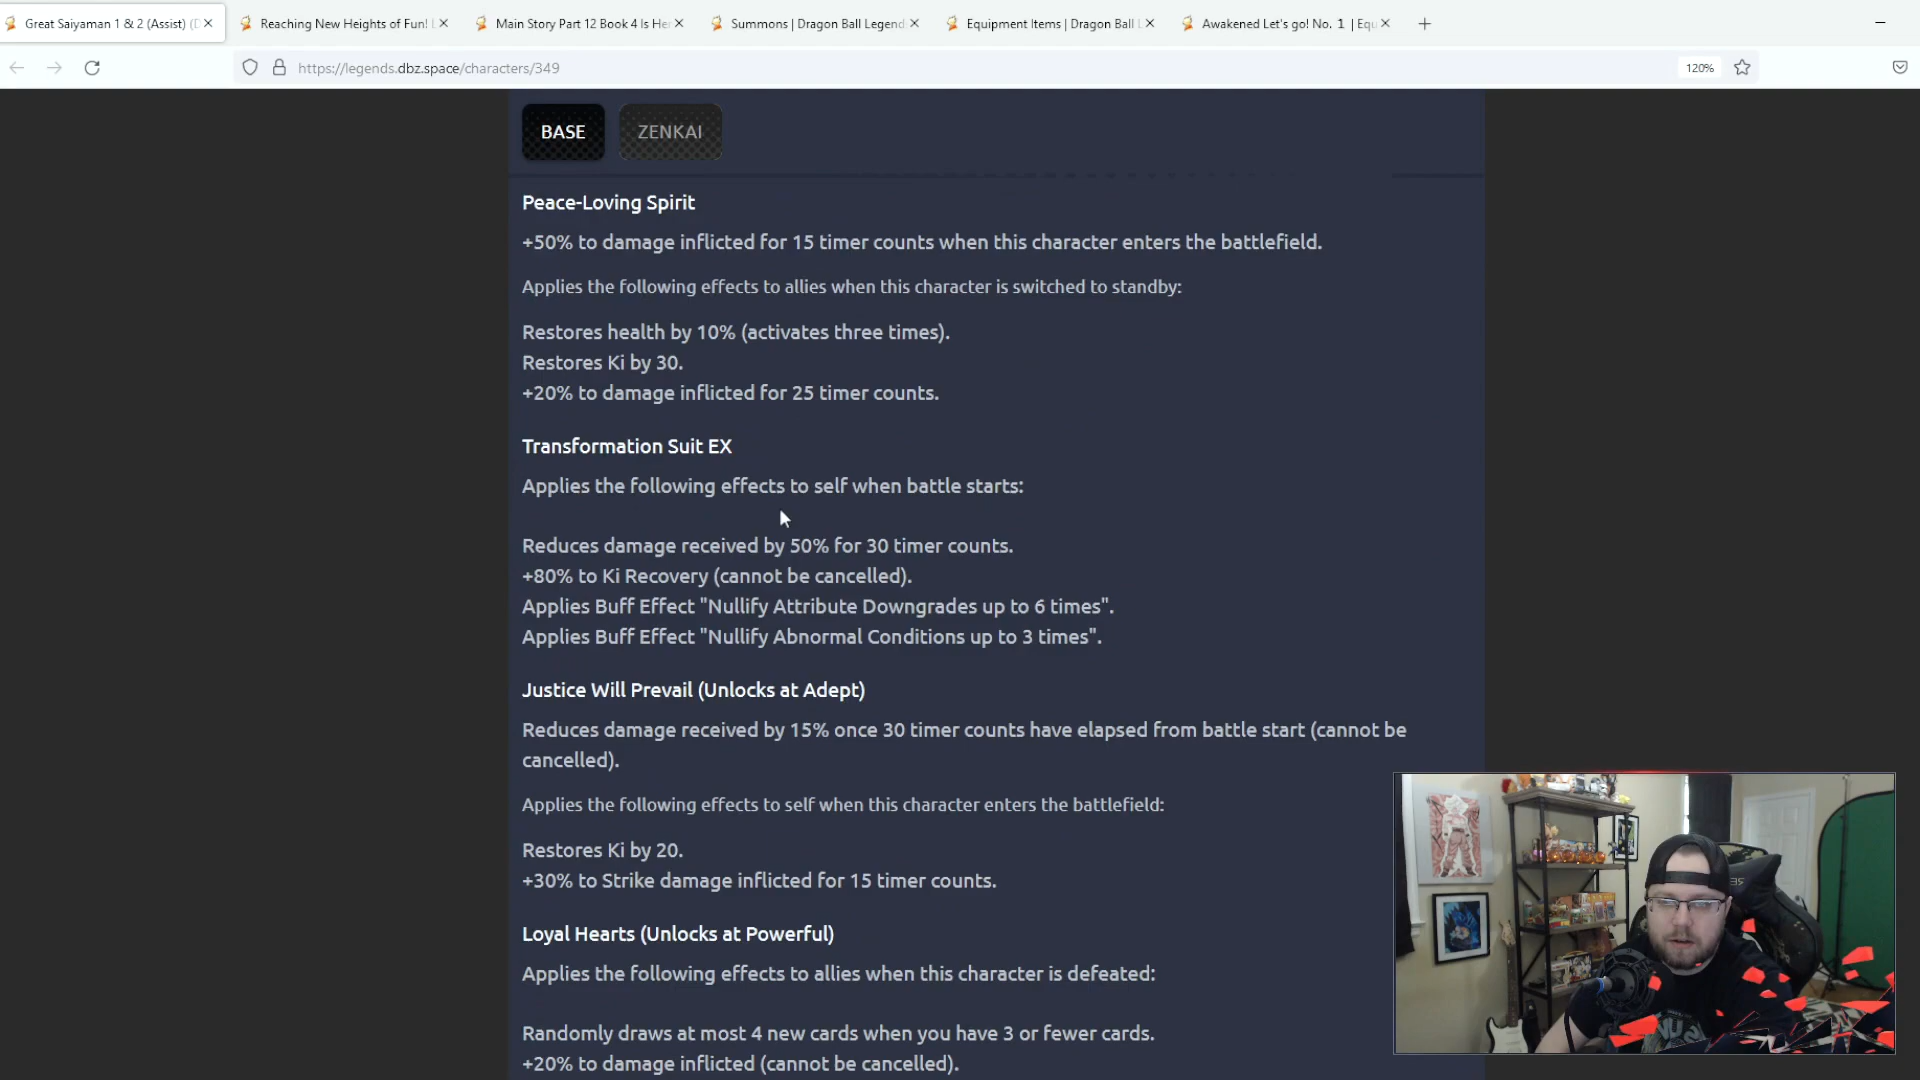 Great Saiyaman 1 & 2 (Assist) (D
Reaching New Heights of Fun!
Main Story Part 12 Book 4 Is He
Summons | Dragon Ball Legend
Equipment Items | Dragon Ball L
Awakened Let's go! No. 1 | Equ
https://legends.dbz.space/characters/349
120%
BASE
ZENKAI
Peace-Loving Spirit
+50% to damage inflicted for 15 timer counts when this character enters the battlefield.
Applies the following effects to allies when this character is switched to standby:
Restores health by 10% (activates three times).
Restores Ki by 30.
+20% to damage inflicted for 25 timer counts.
Transformation Suit EX
Applies the following effects to self when battle starts:
Reduces damage received by 50% for 30 timer counts.
+80% to Ki Recovery (cannot be cancelled).
Applies Buff Effect "Nullify Attribute Downgrades up to 6 times".
Applies Buff Effect "Nullify Abnormal Conditions up to 3 times".
Justice Will Prevail (Unlocks at Adept)
Reduces damage received by 15% once 30 timer counts have elapsed from battle start (cannot be
cancelled).
Applies the following effects to self when this character enters the battlefield:
Restores Ki by 20.
+30% to Strike damage inflicted for 15 timer counts.
Loyal Hearts (Unlocks at Powerful)
Applies the following effects to allies when this character is defeated:
Randomly draws at most 4 new cards when you have 3 or fewer cards.
+20% to damage inflicted (cannot be cancelled).